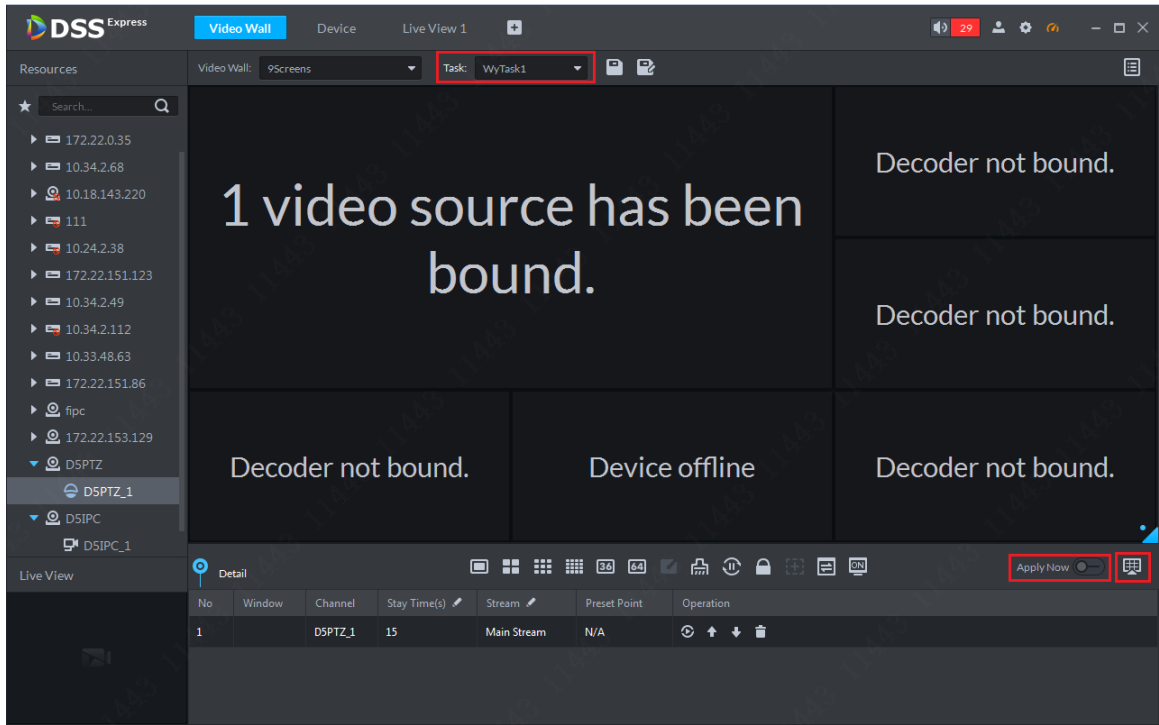 DSS Express
Video Wall
Device
Live View 1
29
Resources
Video Wall: 9Screens
Task: WyTask1
Search...
172.22.0.35
10.34.2.68
10.18.143.220
111
10.24.2.38
172.22.151.123
10.34.2.49
10.34.2.112
10.33.48.63
172.22.151.86
fipc
172.22.153.129
D5PTZ
D5PTZ_1
D5IPC
D5IPC_1
1 video source has been
bound.
Decoder not bound.
Decoder not bound.
Decoder not bound.
Device offline
Decoder not bound.
Live View
Detail
36
64
ON
Apply Now
No Window Channel Stay Time(s) Stream Preset Point Operation
1 D5PTZ_1 15 Main Stream N/A